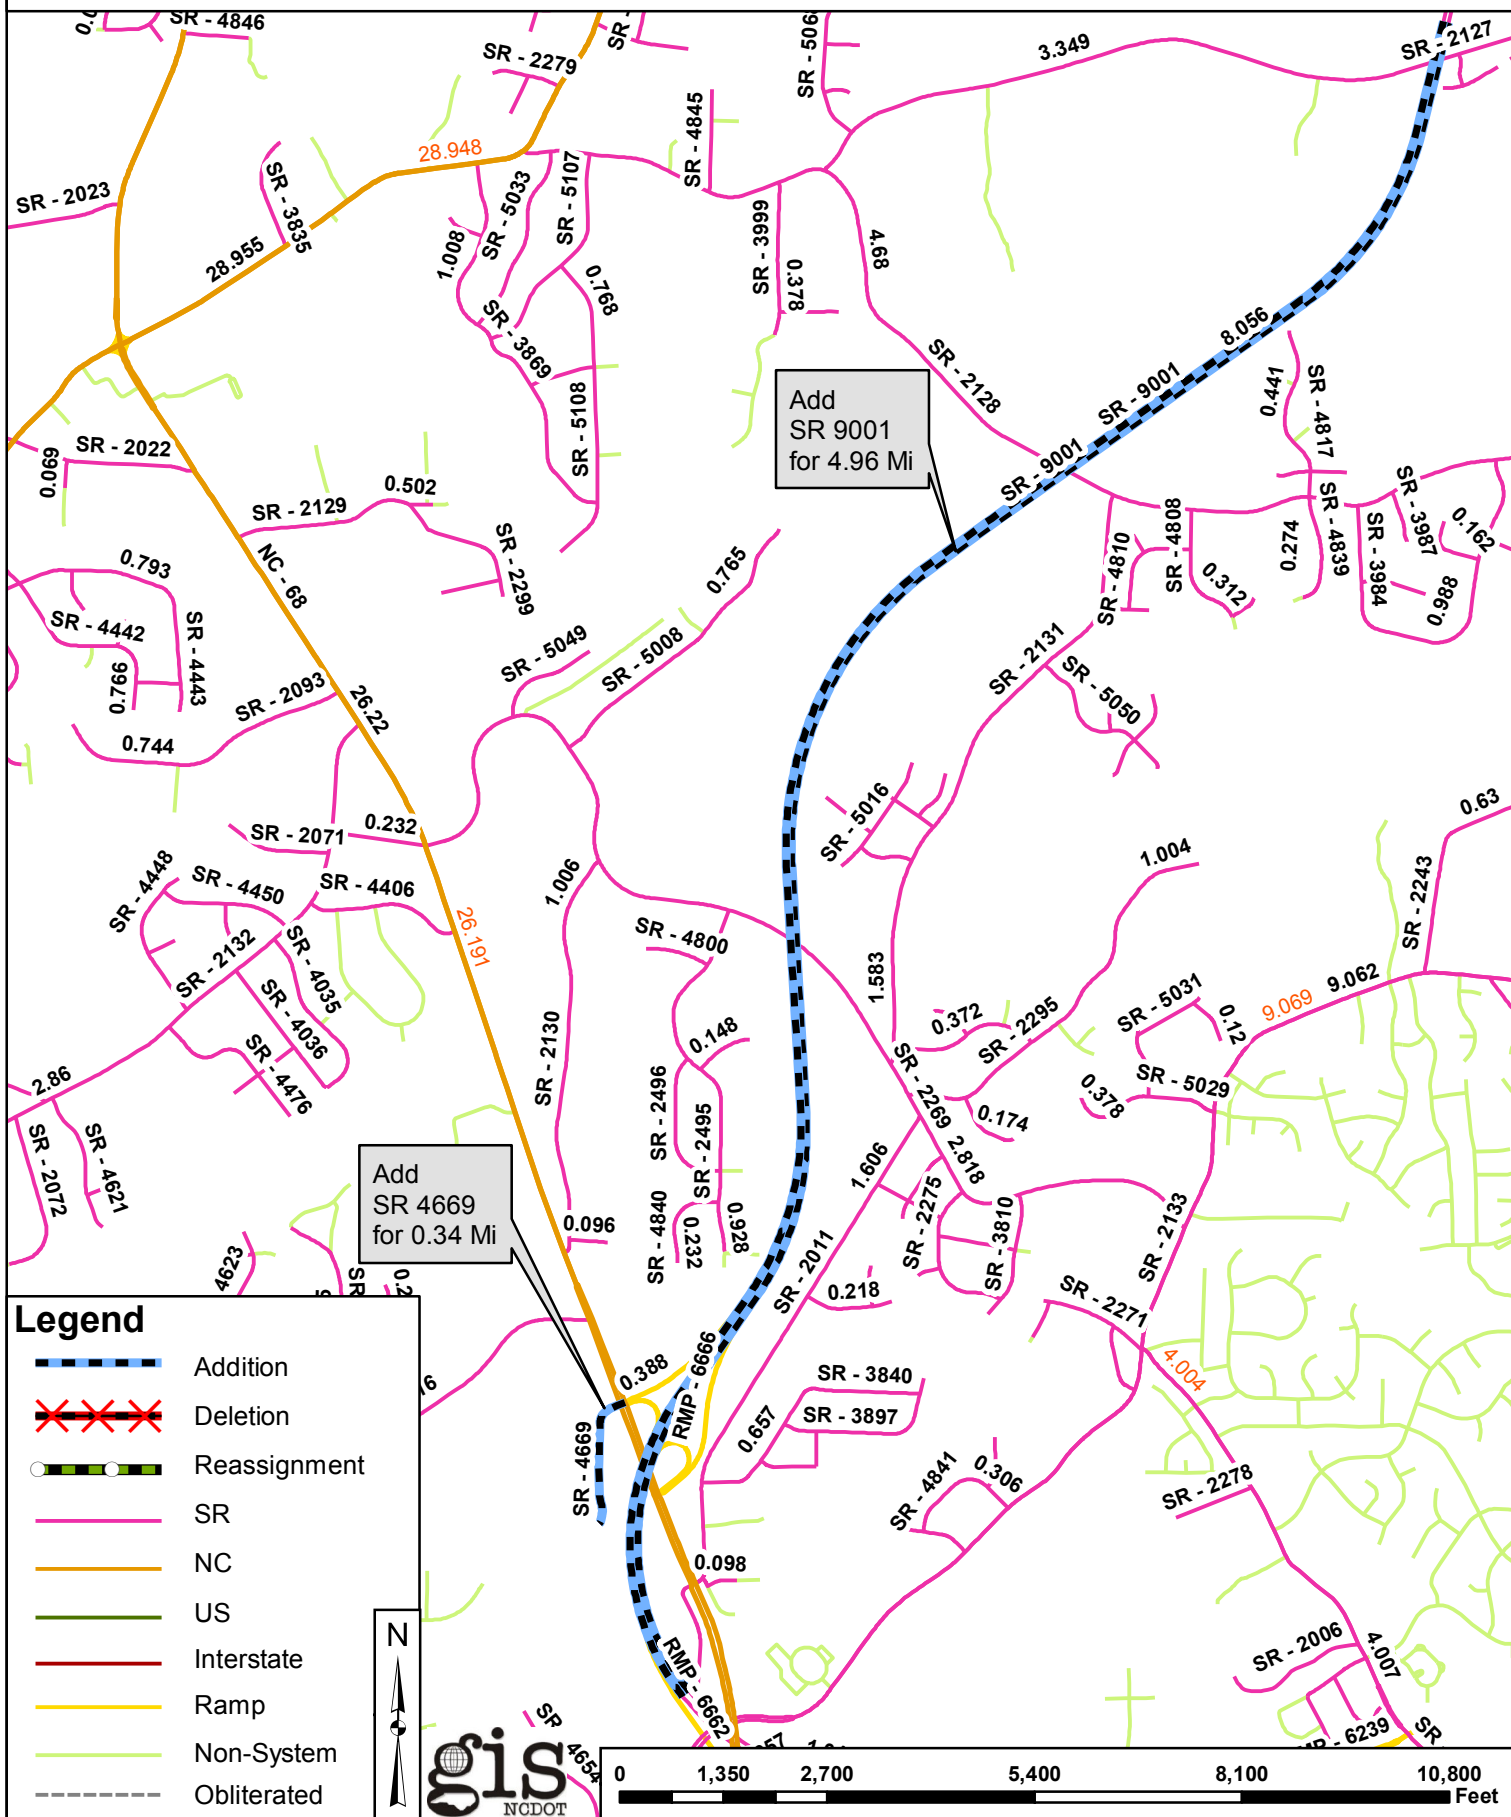 SR - 4846
SR - 2279
SR -
3.349
SR - 2127
28.948
SR - 4845
SR - 2023
SR - 3835
SR - 5033
SR - 5107
SR - 3999
4.68
28.955
1.008
0.768
0.378
SR - 3869
8.056
SR - 2128
SR - 9001
0.441
SR - 4817
Add
SR 9001
for 4.96 Mi
SR - 5108
SR - 9001
SR - 2022
0.069
0.502
SR - 2129
SR - 2299
SR - 4808
SR - 4810
0.274
SR - 4839
SR - 3984
SR - 3987
0.162
0.988
0.312
NC - 68
0.793
0.765
SR - 4442
SR - 4443
0.766
SR - 5049
SR - 5008
SR - 2131
SR - 5050
SR - 2093
26.22
0.744
SR - 5016
0.63
SR - 2071
0.232
1.004
SR - 4448
SR - 4450
SR - 4406
1.006
SR - 2243
26.191
SR - 4800
SR - 2132
SR - 4035
1.583
9.062
9.069
SR - 4036
SR - 4476
SR - 2130
0.148
0.372
SR - 2295
SR - 5031
0.12
2.86
SR - 2496
SR - 2495
SR - 2269
0.174
0.378
SR - 5029
SR - 2072
SR - 4621
1.606
2.818
Add
SR 4669
for 0.34 Mi
0.096
SR - 4840
0.232
0.928
SR - 2275
SR - 3810
SR - 2133
4623
SR
0.2
SR - 2011
0.218
SR - 2271
4.004
0.388
RMP - 6666
SR - 3840
SR - 3897
0.657
SR - 4669
SR - 4841
0.306
SR - 2278
0.098
RMP - 6662
SR - 2006
4.007
6239
SR
SR
4654
Legend
Addition
Deletion
Reassignment
SR
NC
US
Interstate
Ramp
Non-System
Obliterated
N
gis
NCDOT
0 1,350 2,700 5,400 8,100 10,800
Feet